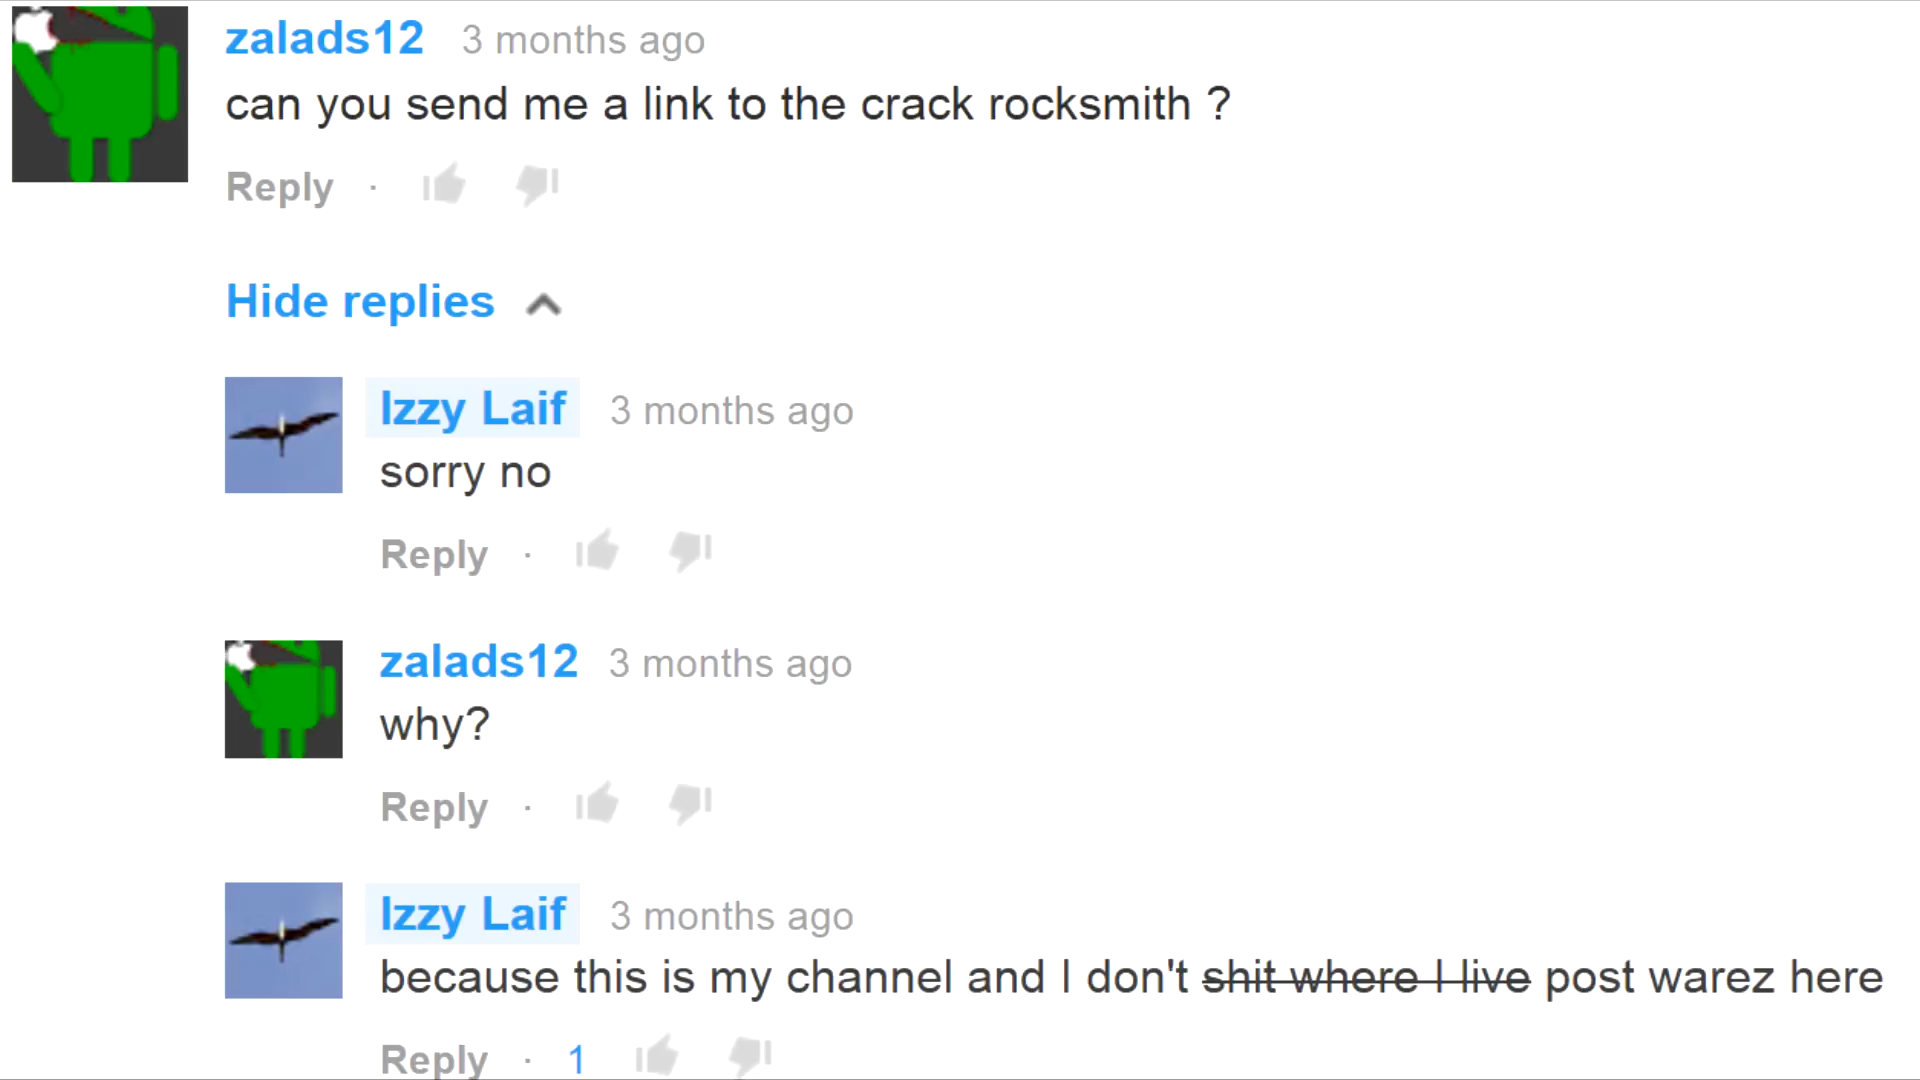 zalads12 3 months ago
can you send me a link to the crack rocksmith ?
Reply ·
Hide replies
Izzy Laif 3 months ago
sorry no
Reply ·
zalads12 3 months ago
why?
Reply ·
Izzy Laif 3 months ago
because this is my channel and I don't shit where I live post warez here
Reply · 1